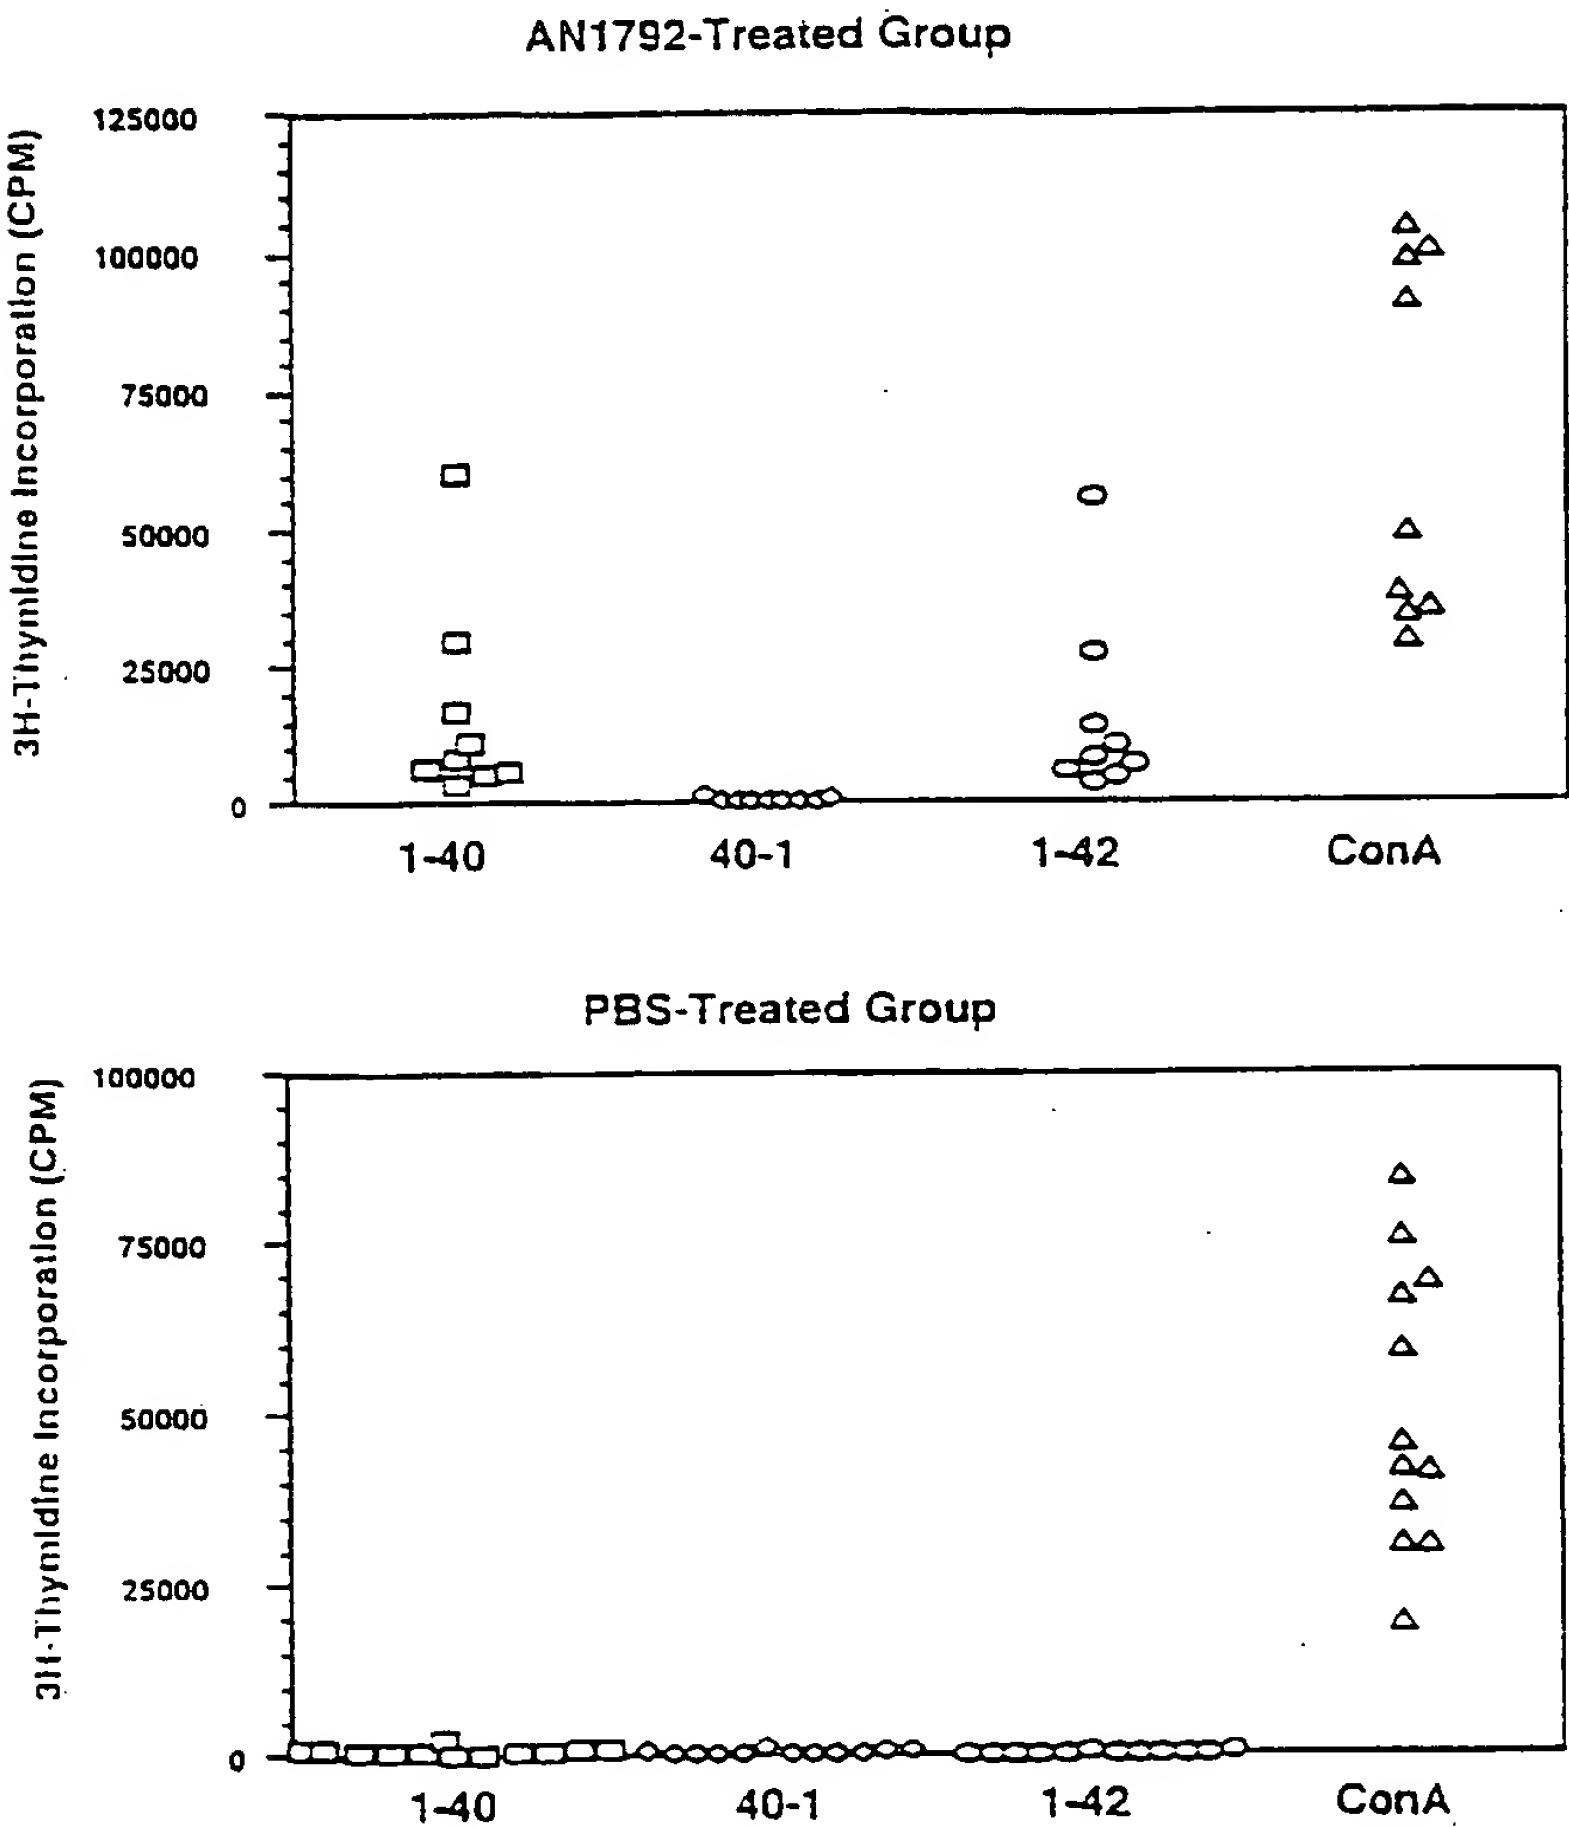 AN1792-Treated Group
3H-Thymidine Incorporation (CPM)
125000
100000
75000
50000
25000
0
1-40 40-1 1-42 ConA
PBS-Treated Group
3H-Thymidine Incorporation (CPM)
100000
75000
50000
25000
0
1-40 40-1 1-42 ConA